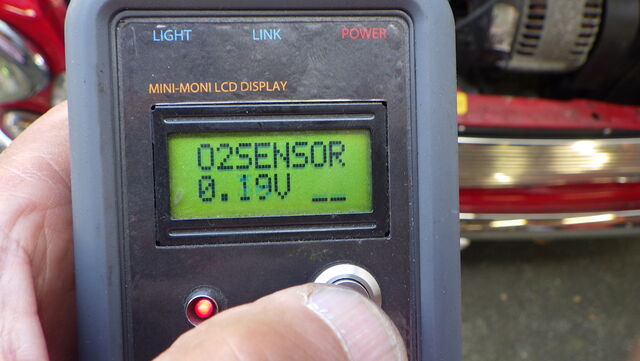 LIGHT LINK POWER
MINI-MONI LCD DISPLAY
O2SENSOR
0.19V __